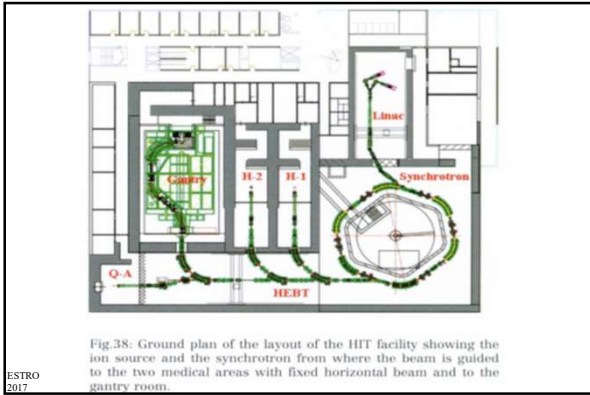 Linac
Gantry
H-2
H-1
Synchrotron
Q-A
HEBT
Fig.38: Ground plan of the layout of the HIT facility showing the
ion source and the synchrotron from where the beam is guided
to the two medical areas with fixed horizontal beam and to the
gantry room.
ESTRO
2017